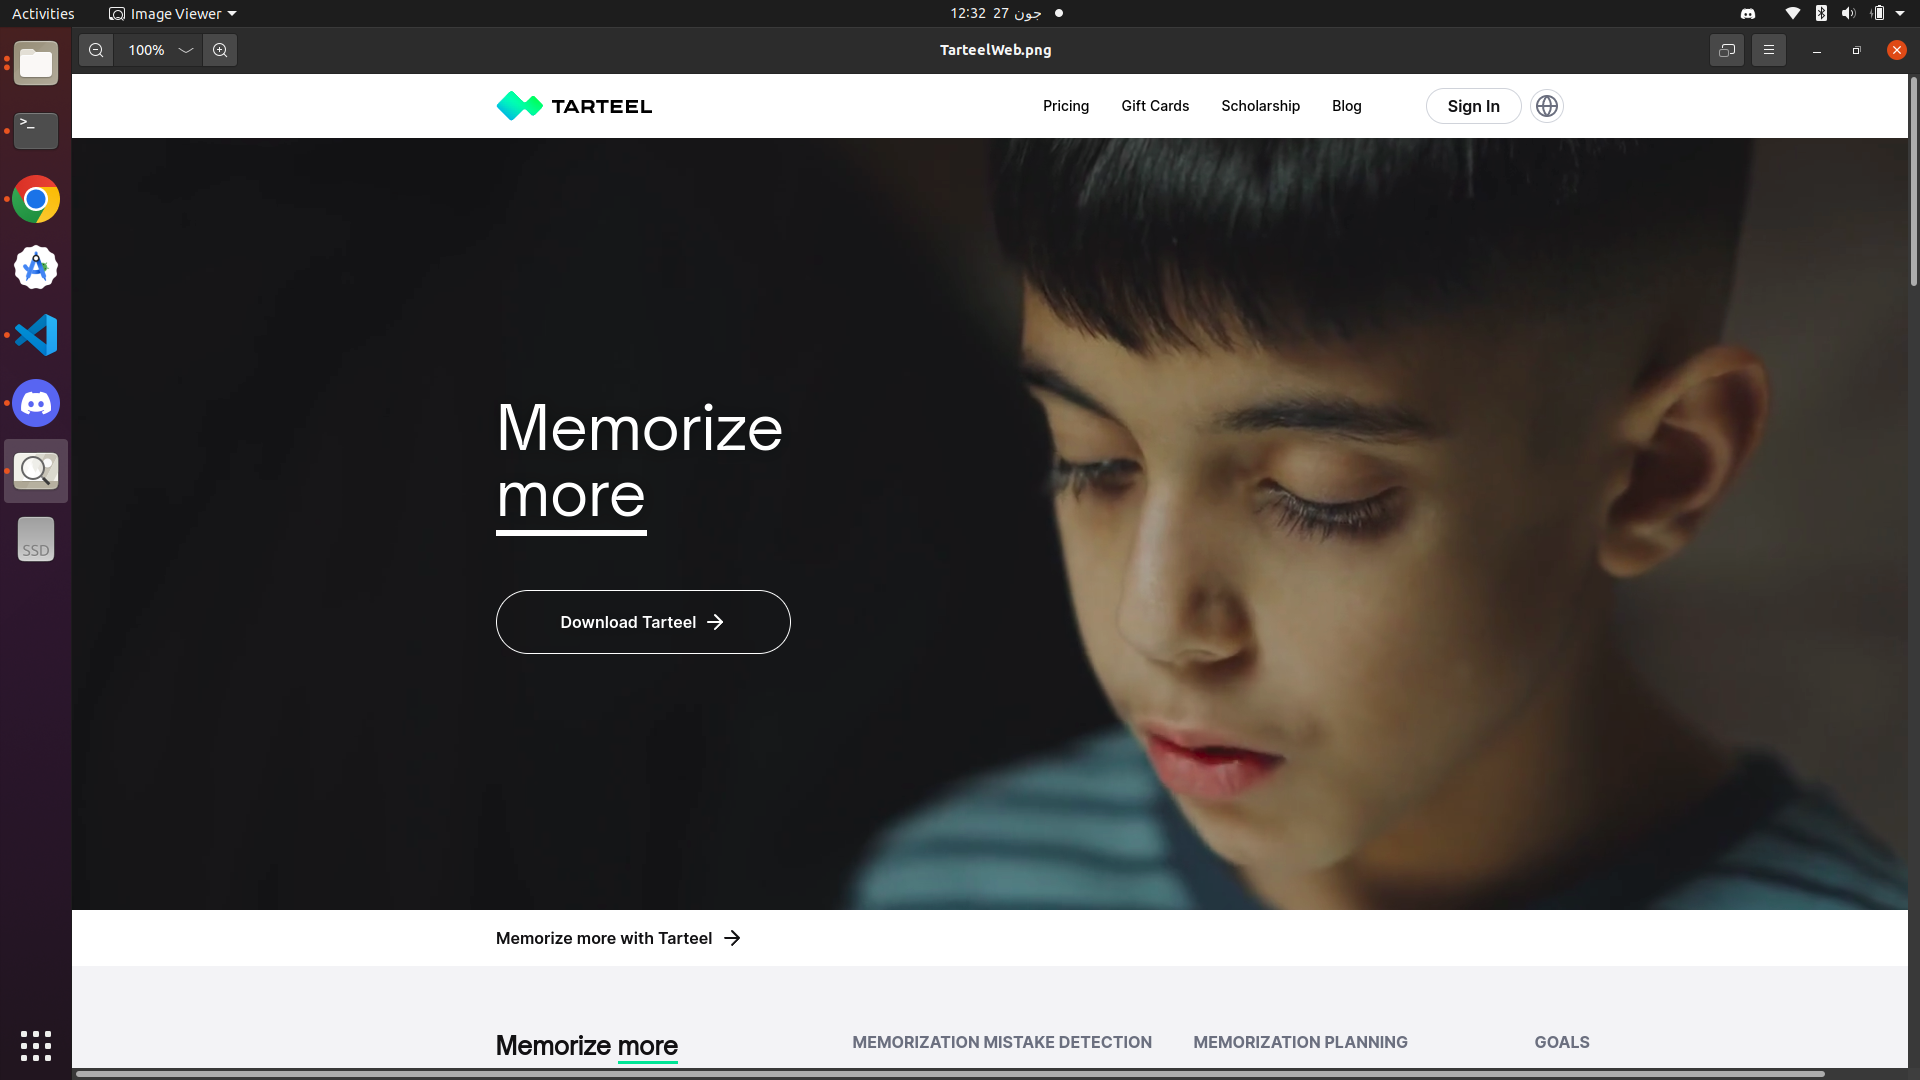 Activities
Image Viewer
12:32 27 جون
100%
TarteelWeb.png
TARTEEL
Pricing
Gift Cards
Scholarship
Blog
Sign In
>_
Memorize
more
Download Tarteel
SSD
Memorize more with Tarteel
Memorize more
MEMORIZATION MISTAKE DETECTION
MEMORIZATION PLANNING
GOALS